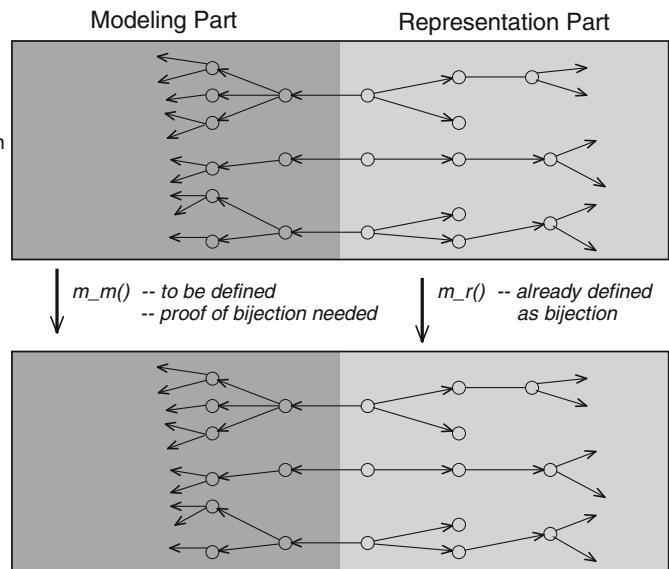 Modeling Part Representation Part
n
m_m() -- to be defined m_r() -- already defined
-- proof of bijection needed as bijection